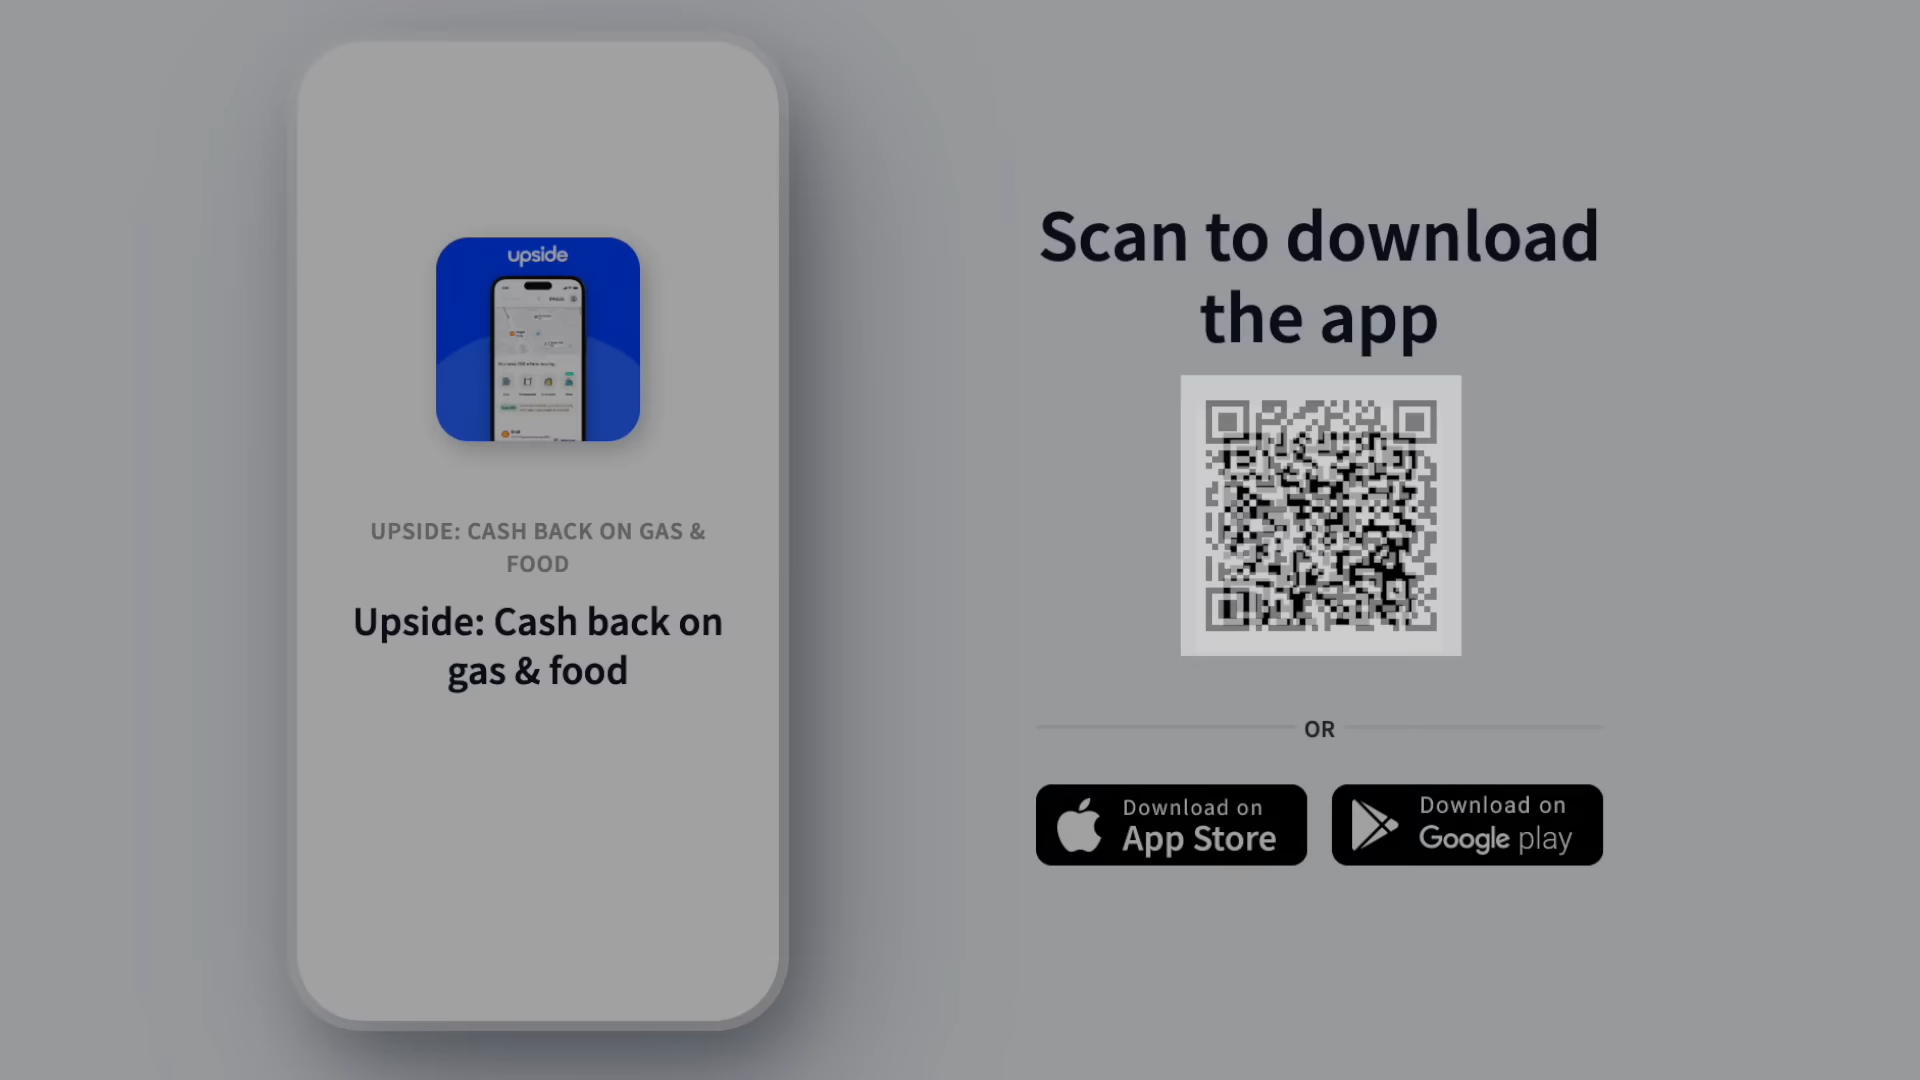 upside
UPSIDE: CASH BACK ON GAS &
FOOD
Upside: Cash back on
gas & food
Scan to download
the app
OR
Download on
App Store
Download on
Google play